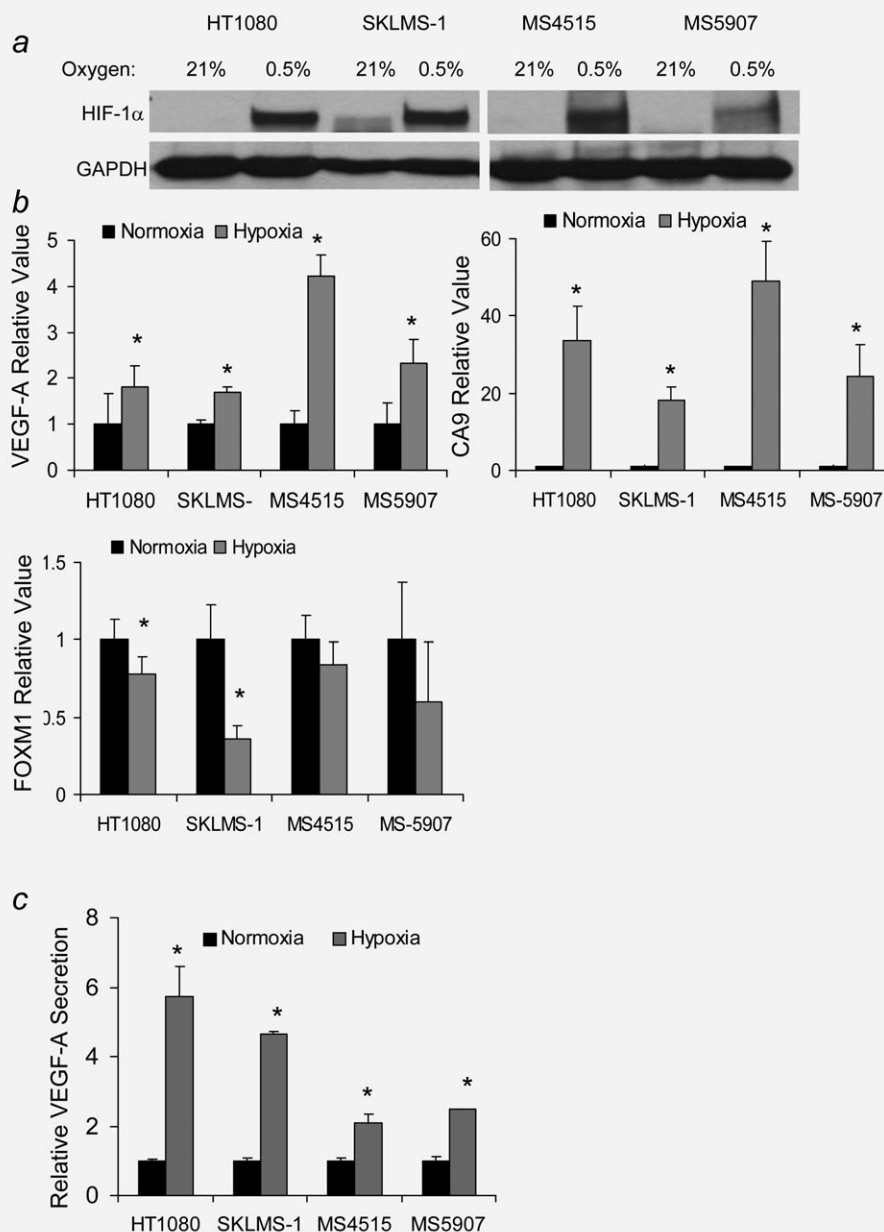 a
HT1080 SKLMS-1 MS4515 MS5907
Oxygen: 21% 0.5% 21% 0.5% 21% 0.5% 21% 0.5%
HIF-1α
GAPDH
b
VEGF-A Relative Value
Normoxia Hypoxia
5
4
3
2
1
0
* * * *
HT1080 SKLMS- MS4515 MS5907
CA9 Relative Value
Normoxia Hypoxia
60
40
20
0
* * * *
HT1080 SKLMS-1 MS4515 MS-5907
FOXM1 Relative Value
Normoxia Hypoxia
1.5
1
).5
0
* *
HT1080 SKLMS-1 MS4515 MS-5907
c
Relative VEGF-A Secretion
Normoxia Hypoxia
8
6
4
2
0
* * * *
HT1080 SKLMS-1 MS4515 MS5907